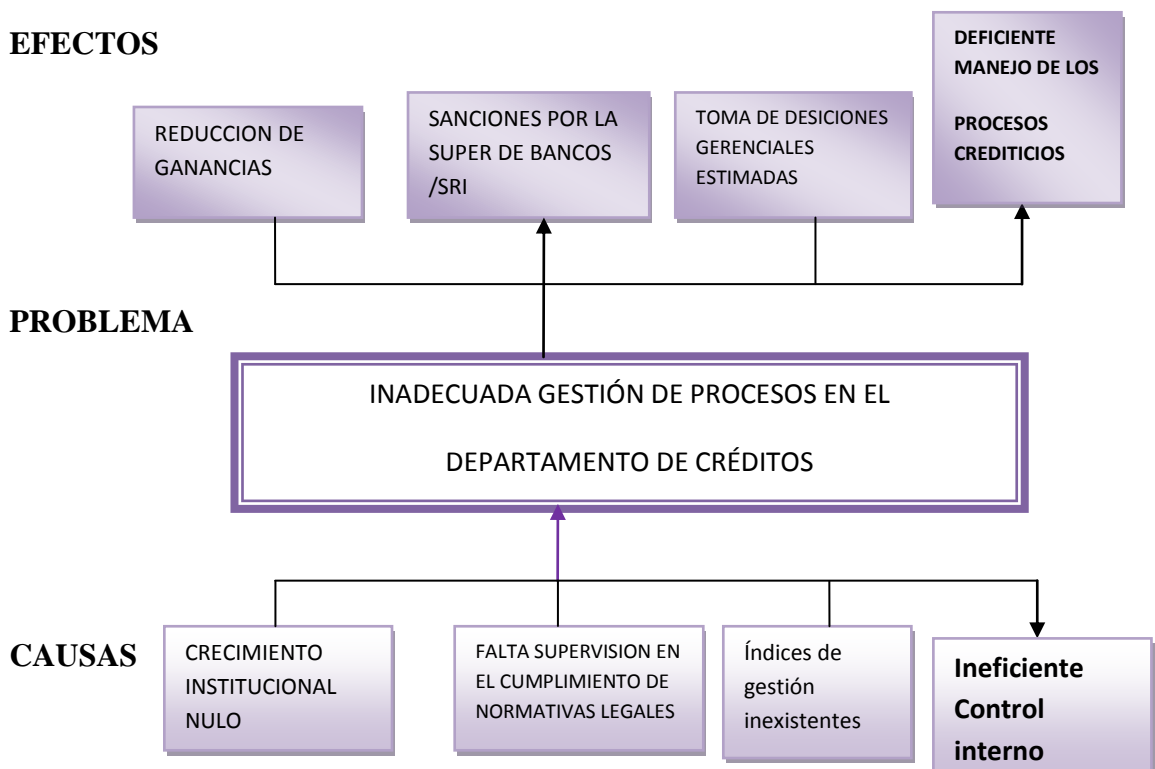 EFECTOS
REDUCCION DE
GANANCIAS
SANCIONES POR LA
SUPER DE BANCOS
/SRI
TOMA DE DESICIONES
GERENCIALES
ESTIMADAS
DEFICIENTE
MANEJO DE LOS
PROCESOS
CREDITICIOS
PROBLEMA
INADECUADA GESTIÓN DE PROCESOS EN EL
DEPARTAMENTO DE CRÉDITOS
CAUSAS
CRECIMIENTO
INSTITUCIONAL
NULO
FALTA SUPERVISION EN
EL CUMPLIMIENTO DE
NORMATIVAS LEGALES
Índices de
gestión
inexistentes
Ineficiente
Control
interno